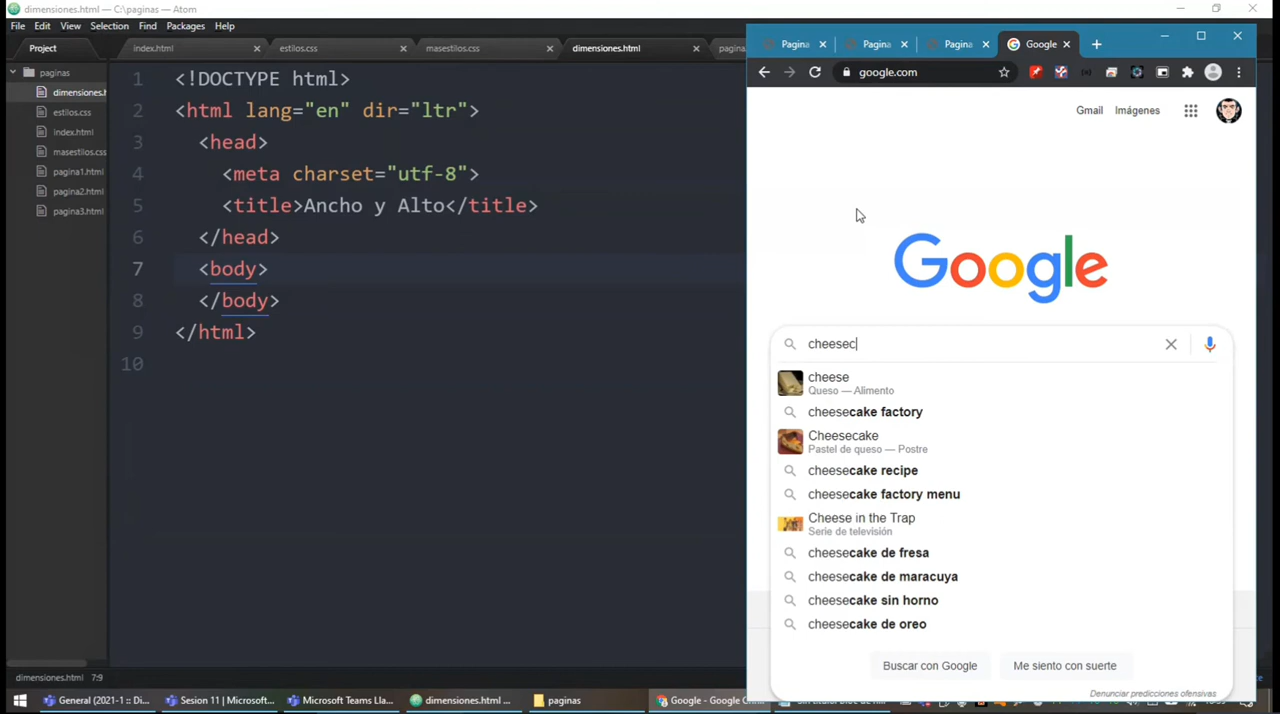 dimensiones.html — C:\paginas — Atom
File Edit View Selection Find Packages Help
Project
index.html
estilos.css
masestilos.css
dimensiones.html
pagina
paginas
dimensiones.h
estilos.css
index.html
masestilos.css
pagina1.html
pagina2.html
pagina3.html
1 <!DOCTYPE html>
2 <html lang="en" dir="ltr">
3 <head>
4 <meta charset="utf-8">
5 <title>Ancho y Alto</title>
6 </head>
7 <body>
8 </body>
9 </html>
10
dimensiones.html 7:9
Pagina
Pagina
Pagina
Google
google.com
Gmail Imágenes
Google
cheesec
cheese
Queso — Alimento
cheesecake factory
Cheesecake
Pastel de queso — Postre
cheesecake recipe
cheesecake factory menu
Cheese in the Trap
Serie de televisión
cheesecake de fresa
cheesecake de maracuya
cheesecake sin horno
cheesecake de oreo
Buscar con Google Me siento con suerte
Denunciar predicciones ofensivas
General (2021-1 :: Di...
Sesion 11 | Microsoft...
Microsoft Teams Lla...
dimensiones.html ...
paginas
Google - Google Ch...